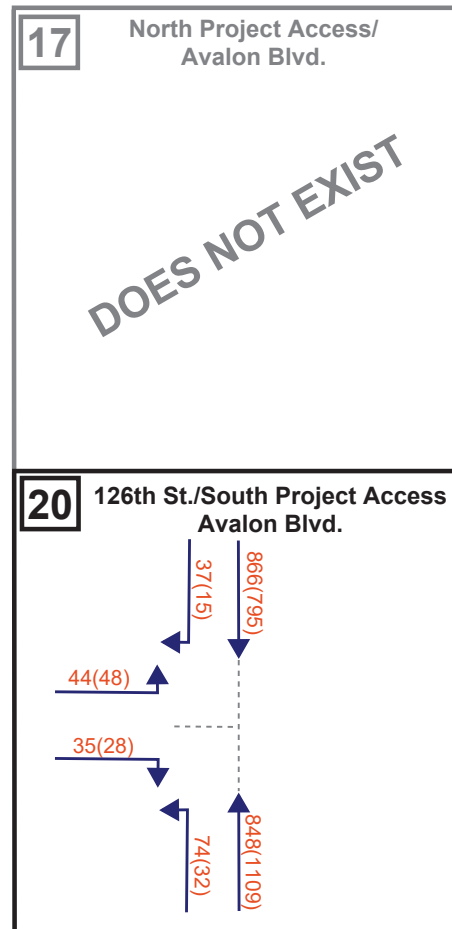 17
North Project Access/
Avalon Blvd.
DOES NOT EXIST
20
126th St./South Project Access
Avalon Blvd.
37(15)
866(795)
44(48)
35(28)
74(32)
848(1109)